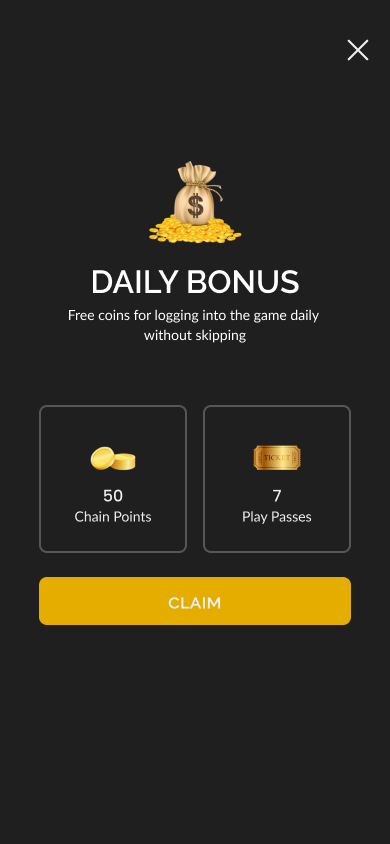 $
DAILY BONUS
Free coins for logging into the game daily
without skipping
TICKET
50
Chain Points
7
Play Passes
CLAIM